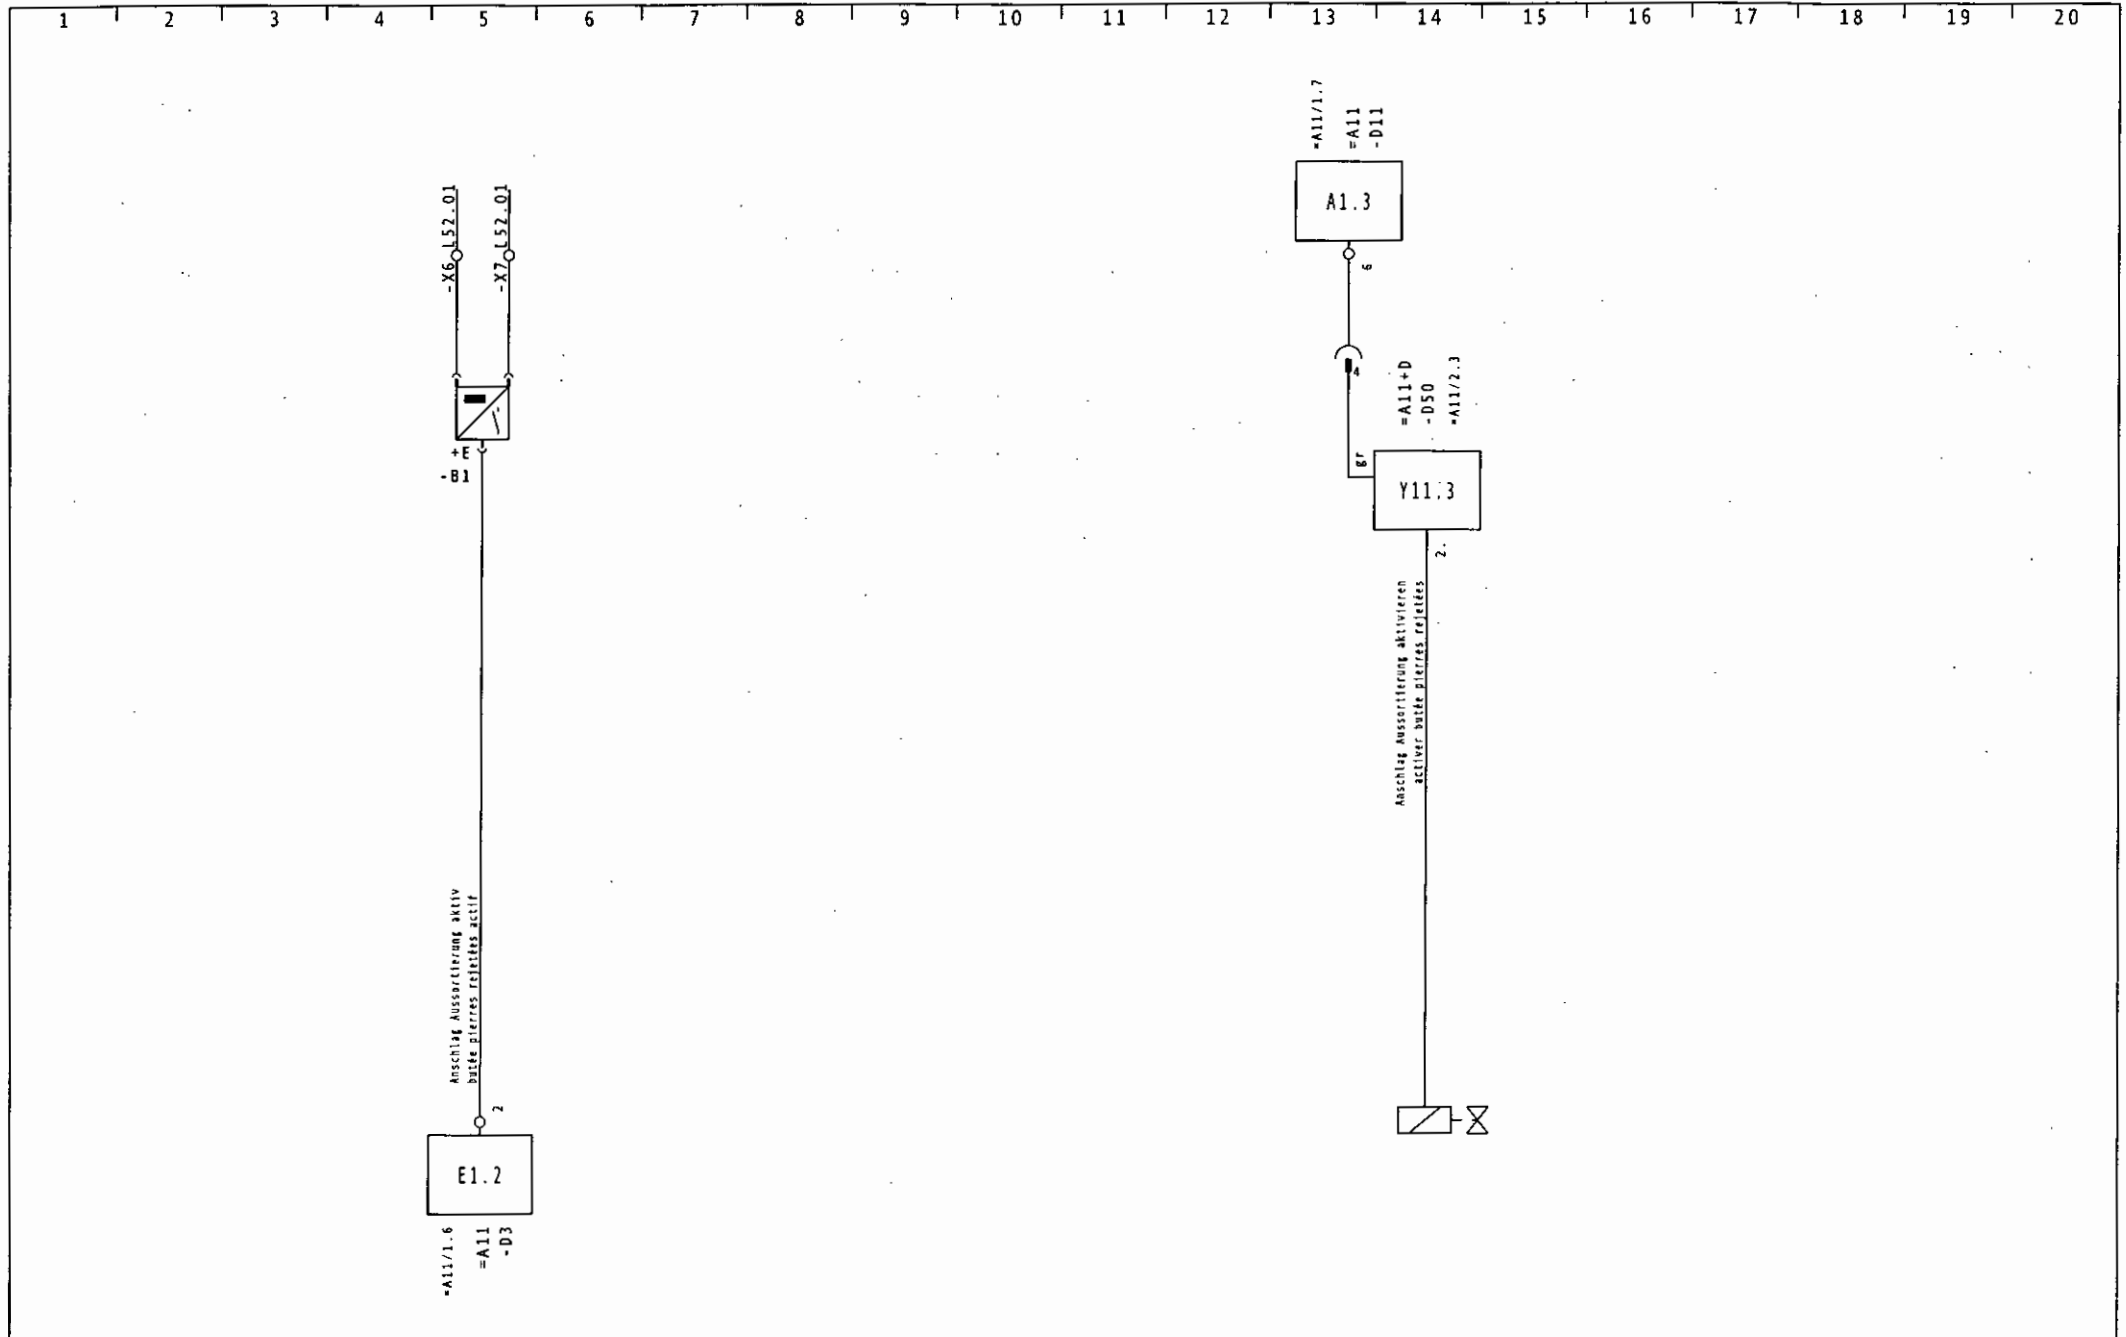 1 2 3 4 5 6 7 8 9 10 11 12 13 14 15 16 17 18 19 20
=A11/1.7
=A11
-D11
A1.3
6
-X6 L52.01
-X7 L52.01
4
=A11+D
-D50
=A11/2.3
+E
-B1
gr
Y11.3
2.
Anschlag Aussortierung aktivieren
activer butée pierres rejetées
Anschlag Aussortierung aktiv
butée pierres rejetées actif
2
E1.2
=A11/1.6
=A11
-D3